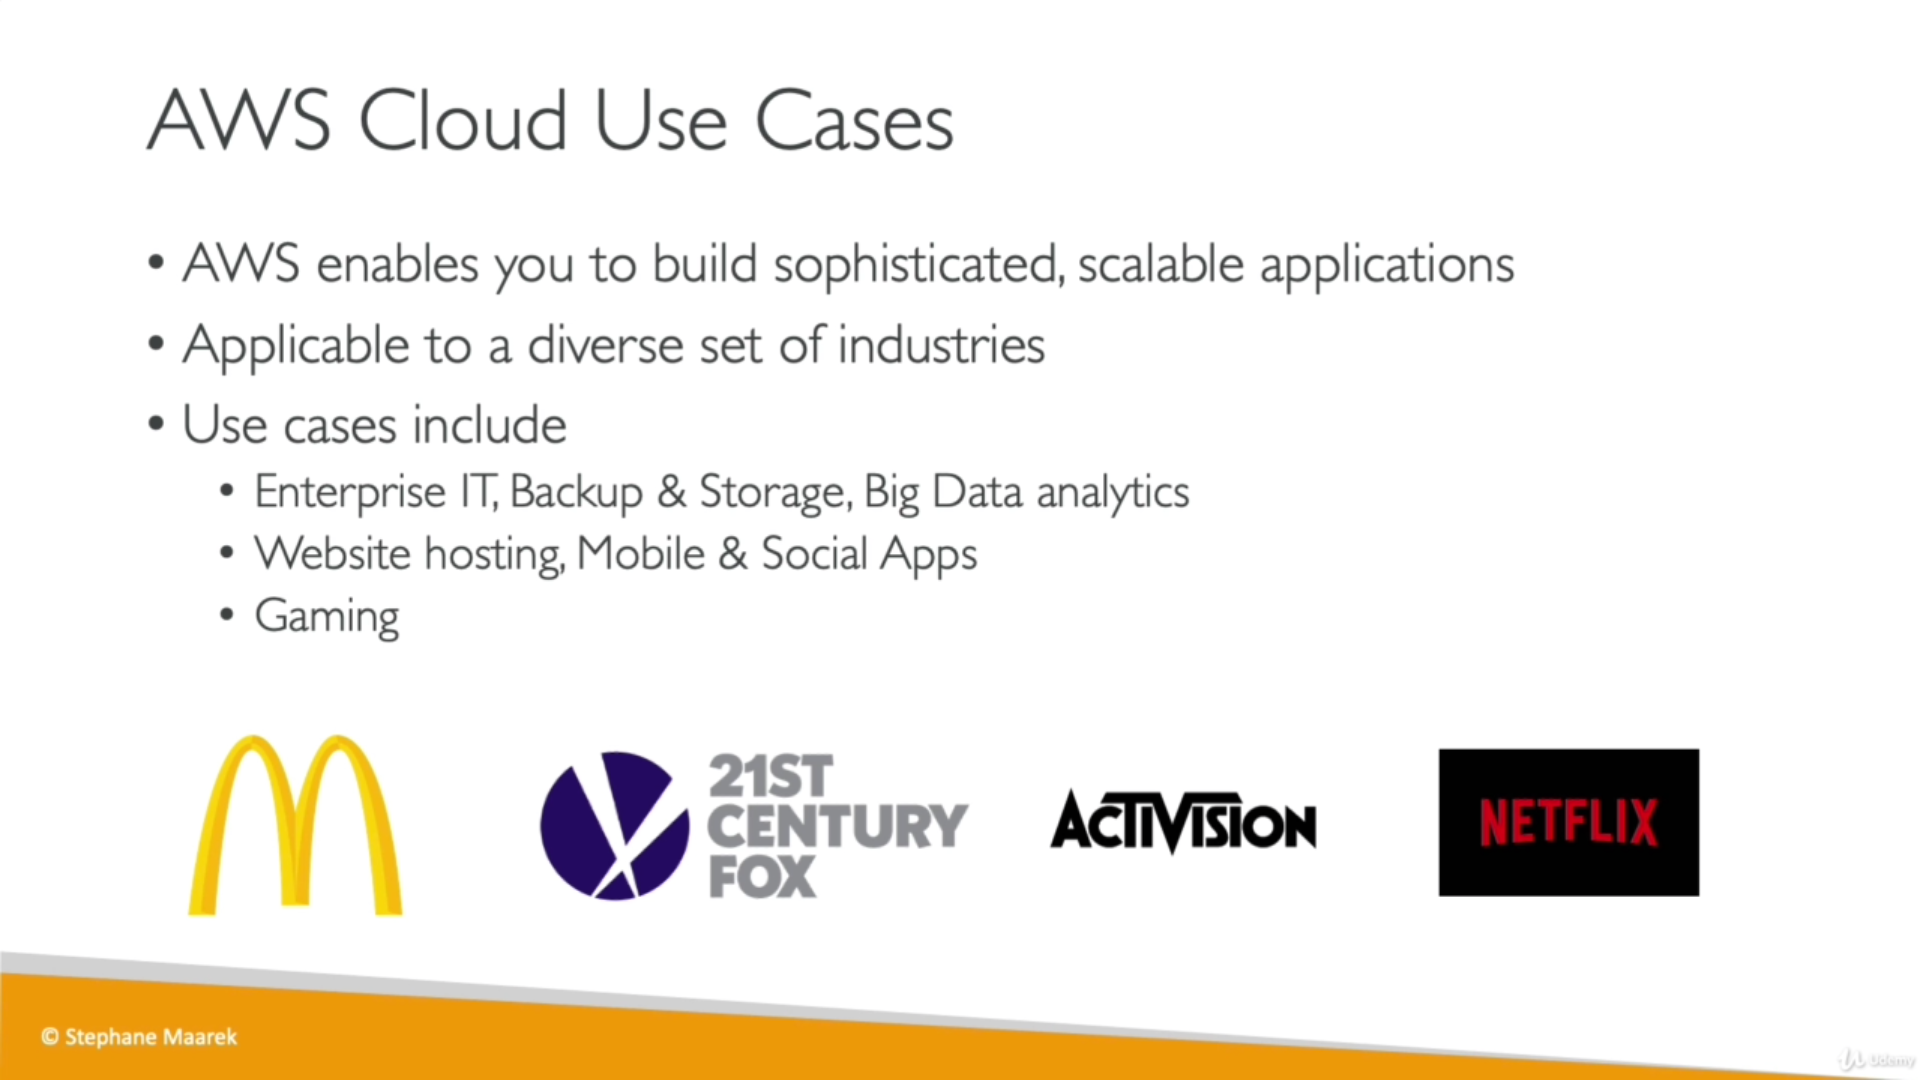 AWS Cloud Use Cases
• AWS enables you to build sophisticated, scalable applications
• Applicable to a diverse set of industries
• Use cases include
• Enterprise IT, Backup & Storage, Big Data analytics
• Website hosting, Mobile & Social Apps
• Gaming
21ST
CENTURY
FOX
ACTIVISION
NETFLIX
© Stephane Maarek
Udemy